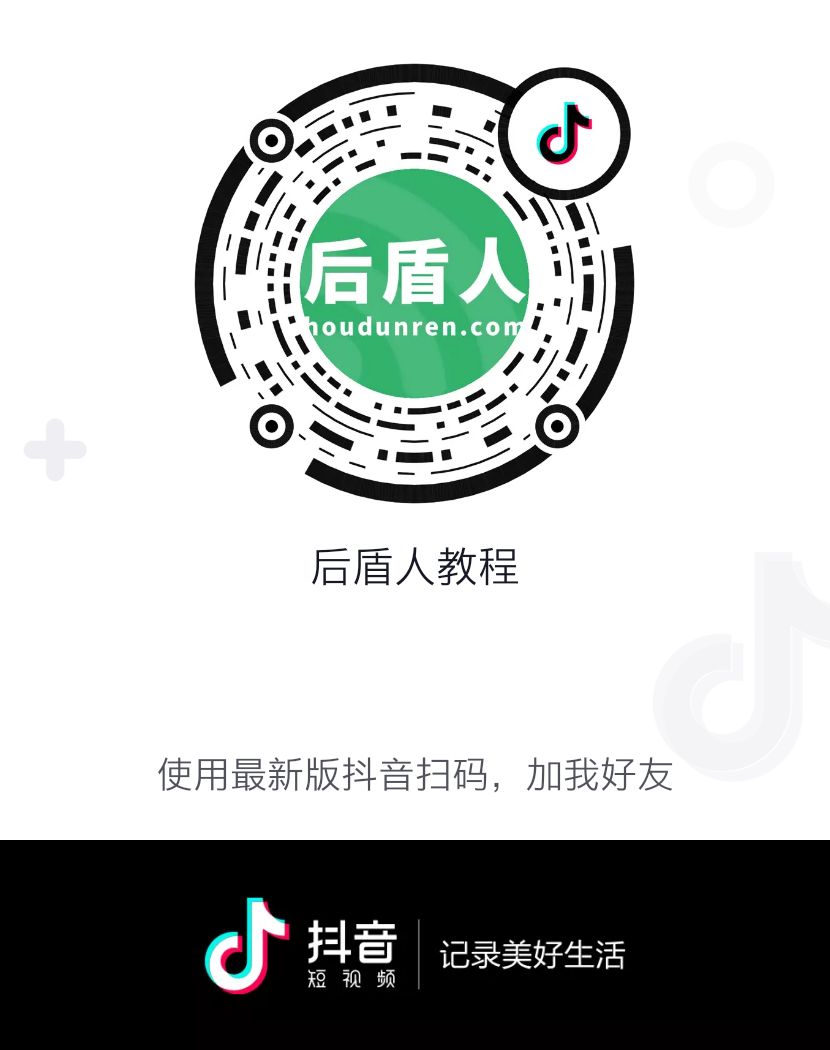 后盾人
houdunren.com
后盾人教程
使用最新版抖音扫码，加我好友
抖音
短视频
记录美好生活